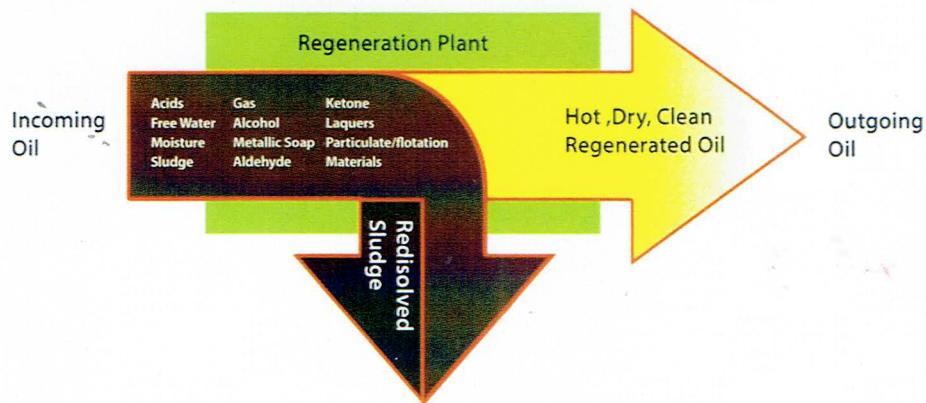 Regeneration Plant
Incoming
Oil
Acids
Free Water
Moisture
Sludge
Gas
Alcohol
Metallic Soap
Aldehyde
Ketone
Laquers
Particulate/flotation
Materials
Hot ,Dry, Clean
Regenerated Oil
Outgoing
Oil
Redisolved
Sludge